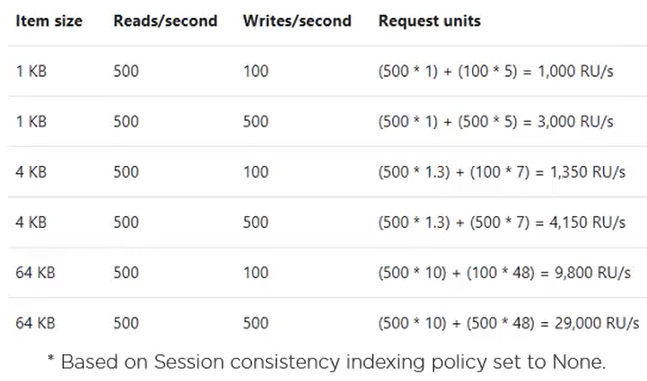 Item size Reads/second Writes/second Request units
1 KB 500 100 (500 * 1) + (100 * 5) = 1,000 RU/s
1 KB 500 500 (500 * 1) + (500 * 5) = 3,000 RU/s
4 KB 500 100 (500 * 1.3) + (100 * 7) = 1,350 RU/s
4 KB 500 500 (500 * 1.3) + (500 * 7) = 4,150 RU/s
64 KB 500 100 (500 * 10) + (100 * 48) = 9,800 RU/s
64 KB 500 500 (500 * 10) + (500 * 48) = 29,000 RU/s
* Based on Session consistency indexing policy set to None.